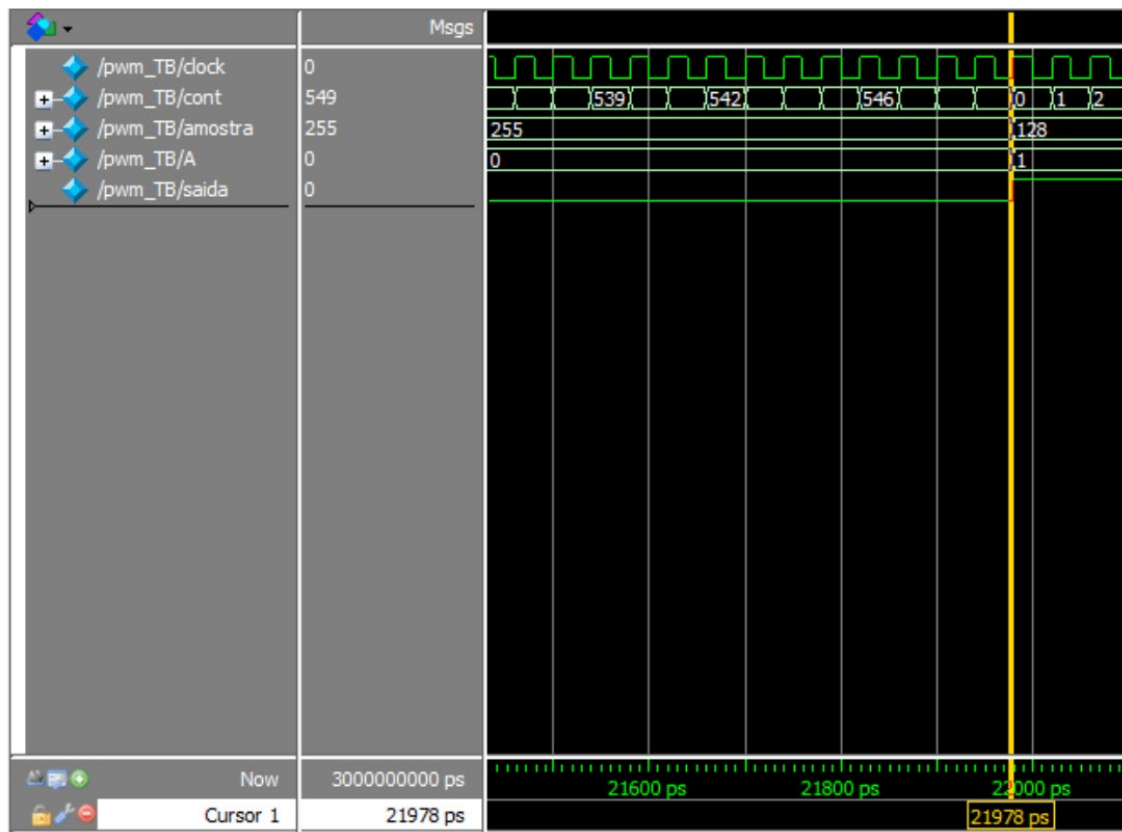 Msgs
/pwm_TB/clock 0
/pwm_TB/cont 549 539 542 546 0 1 2
/pwm_TB/amostra 255 255 128
/pwm_TB/A 0 0 1
/pwm_TB/saida 0
Now 3000000000 ps 21600 ps 21800 ps 22000 ps
Cursor 1 21978 ps 21978 ps